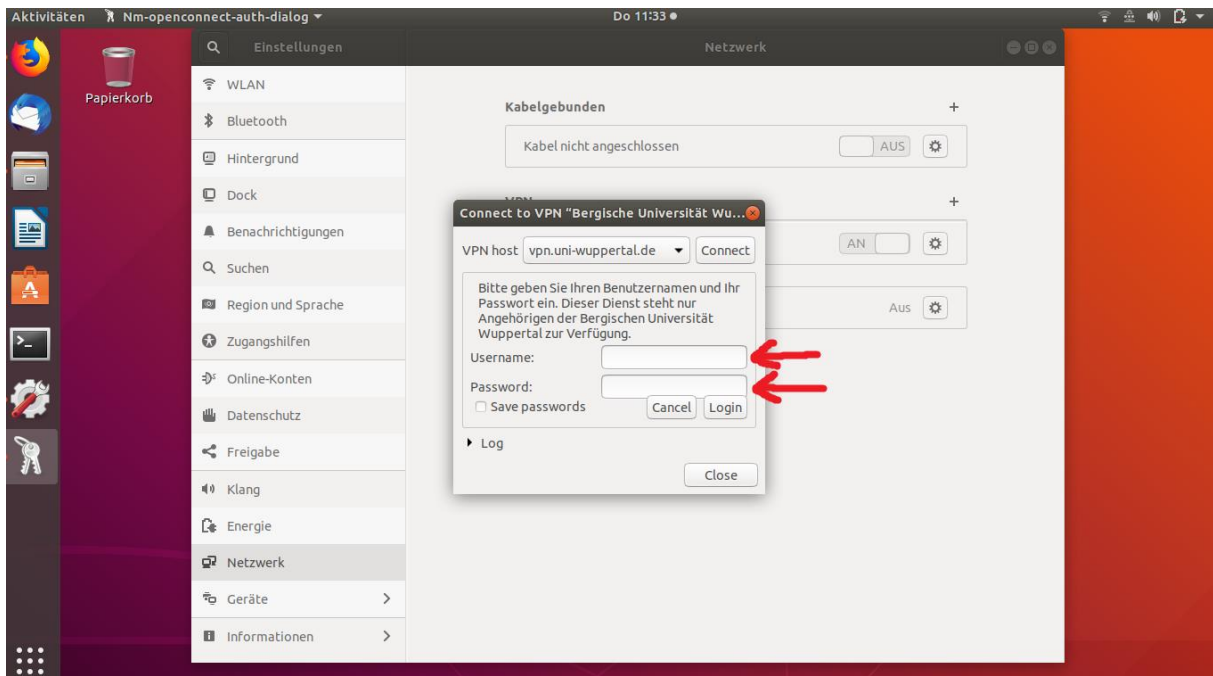 Aktivitäten
Nm-openconnect-auth-dialog
Do 11:33
Papierkorb
Einstellungen
Netzwerk
WLAN
Bluetooth
Hintergrund
Dock
Benachrichtigungen
Suchen
Region und Sprache
Zugangshilfen
Online-Konten
Datenschutz
Freigabe
Klang
Energie
Netzwerk
Geräte
Informationen
Kabelgebunden
Kabel nicht angeschlossen
AUS
VPN
AN
Aus
Connect to VPN "Bergische Universität Wu...
VPN host vpn.uni-wuppertal.de Connect
Bitte geben Sie Ihren Benutzernamen und Ihr
Passwort ein. Dieser Dienst steht nur
Angehörigen der Bergischen Universität
Wuppertal zur Verfügung.
Username:
Password:
Save passwords
Cancel Login
Log
Close